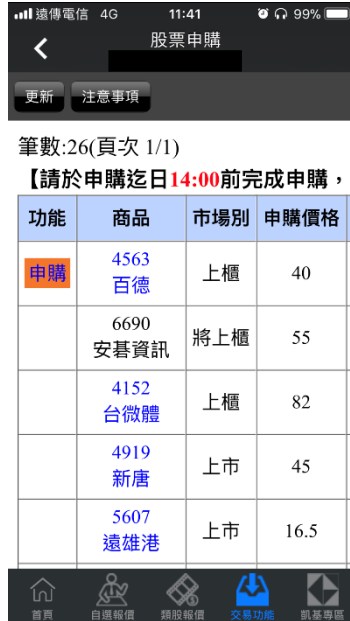 遠傳電信 4G 11:41 99%
股票申購
更新 注意事項
筆數:26(頁次 1/1)
【請於申購迄日14:00前完成申購，
功能 商品 市場別 申購價格
申購 4563 百德 上櫃 40
6690 安碁資訊 將上櫃 55
4152 台微體 上櫃 82
4919 新唐 上市 45
5607 遠雄港 上市 16.5
首頁 自選報價 類股報價 交易功能 凱基專區